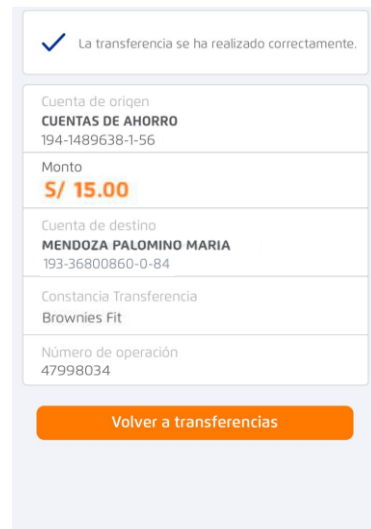 La transferencia se ha realizado correctamente.
Cuenta de origen
CUENTAS DE AHORRO
194-1489638-1-56
Monto
S/ 15.00
Cuenta de destino
MENDOZA PALOMINO MARIA
193-36800860-0-84
Constancia Transferencia
Brownies Fit
Número de operación
47998034
Volver a transferencias